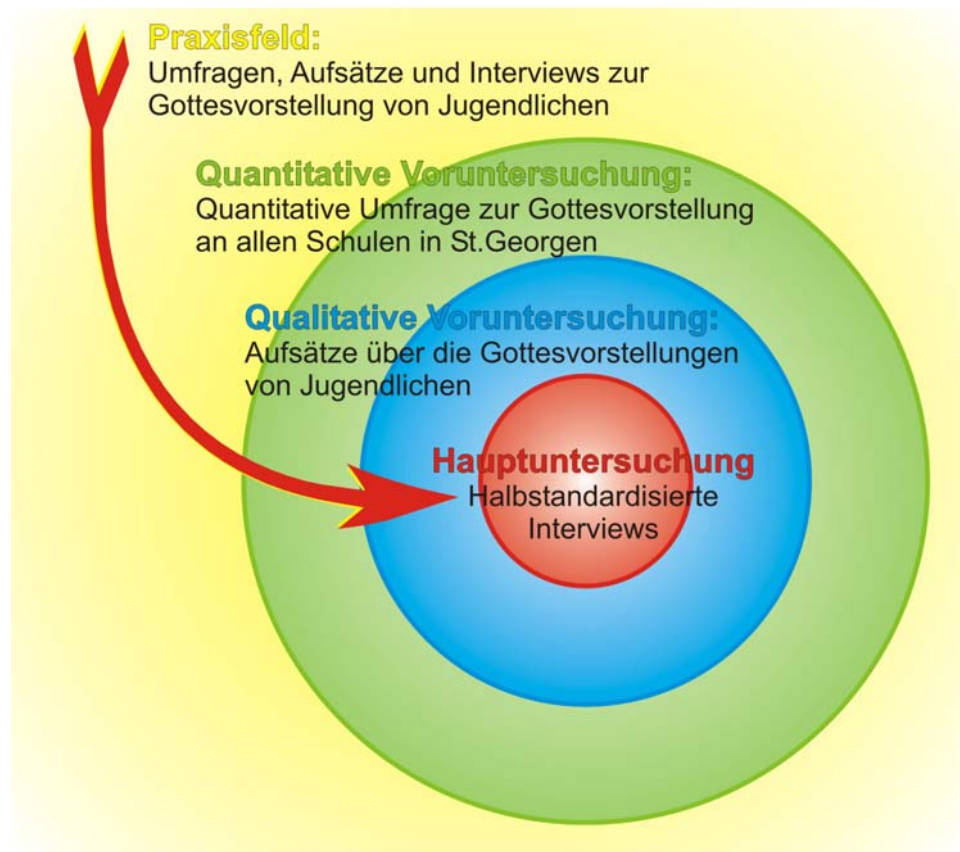 Praxisfeld:
Umfragen, Aufsätze und Interviews zur
Gottesvorstellung von Jugendlichen
Quantitative Voruntersuchung:
Quantitative Umfrage zur Gottesvorstellung
an allen Schulen in St.Georgen
Qualitative Voruntersuchung:
Aufsätze über die Gottesvorstellungen
von Jugendlichen
Hauptuntersuchung
Halbstandardisierte
Interviews